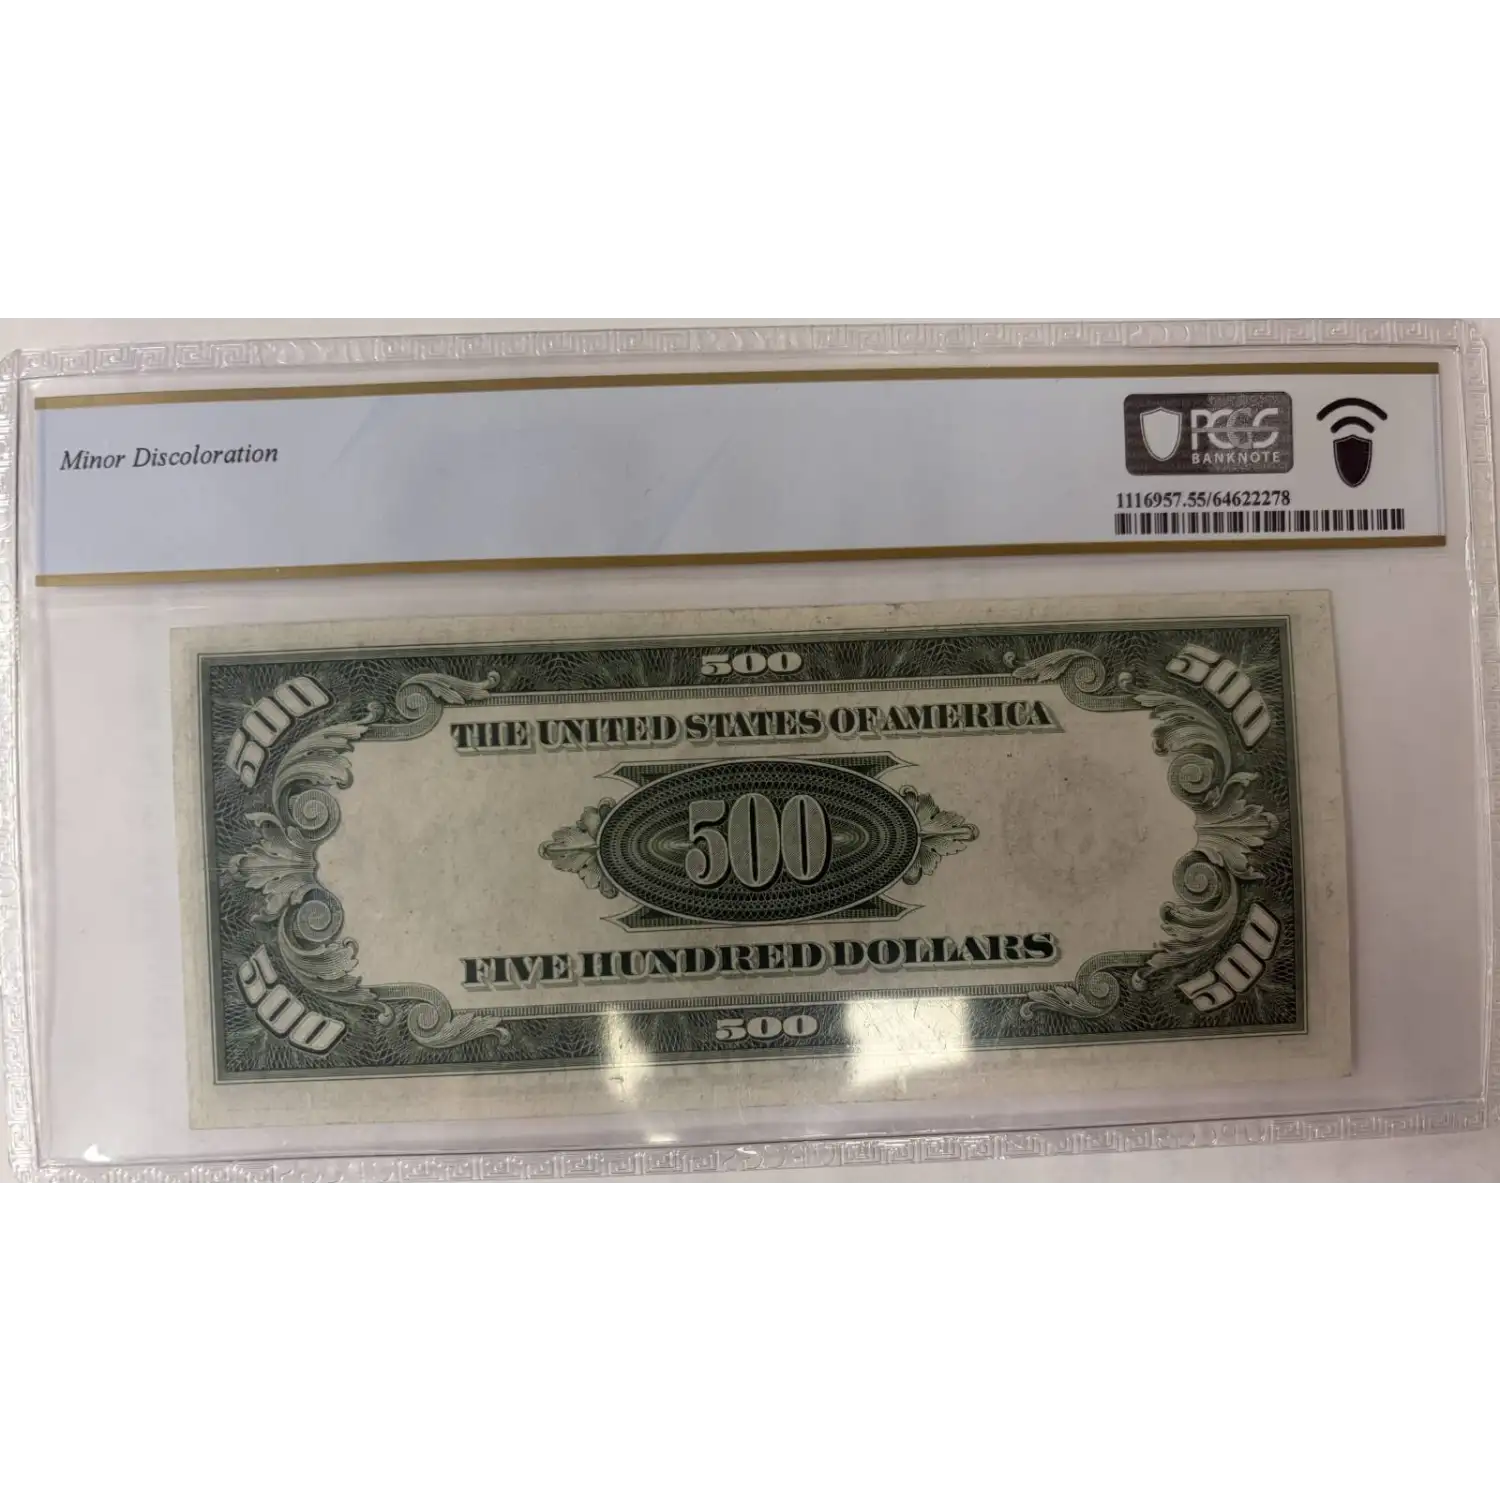 Minor Discoloration
PCGS
BANKNOTE
1116957.55/64622278
500
500
500
THE UNITED STATES OF AMERICA
500
FIVE HUNDRED DOLLARS
500
500
500